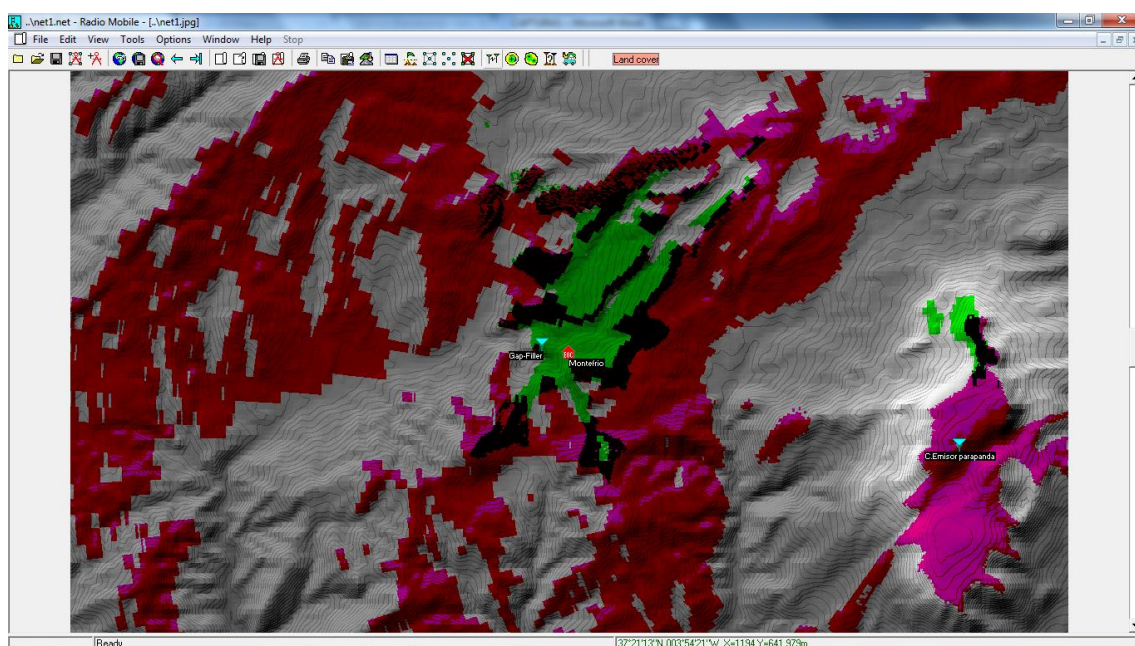 ..\net1.net - Radio Mobile - [..\net1.jpg]
File Edit View Tools Options Window Help Stop
Land cover
Gap-Filler
Montefrio
C.Emisor parapanda
Ready
37°21'13"N 003°54'21"W X=1194 Y=641 979m